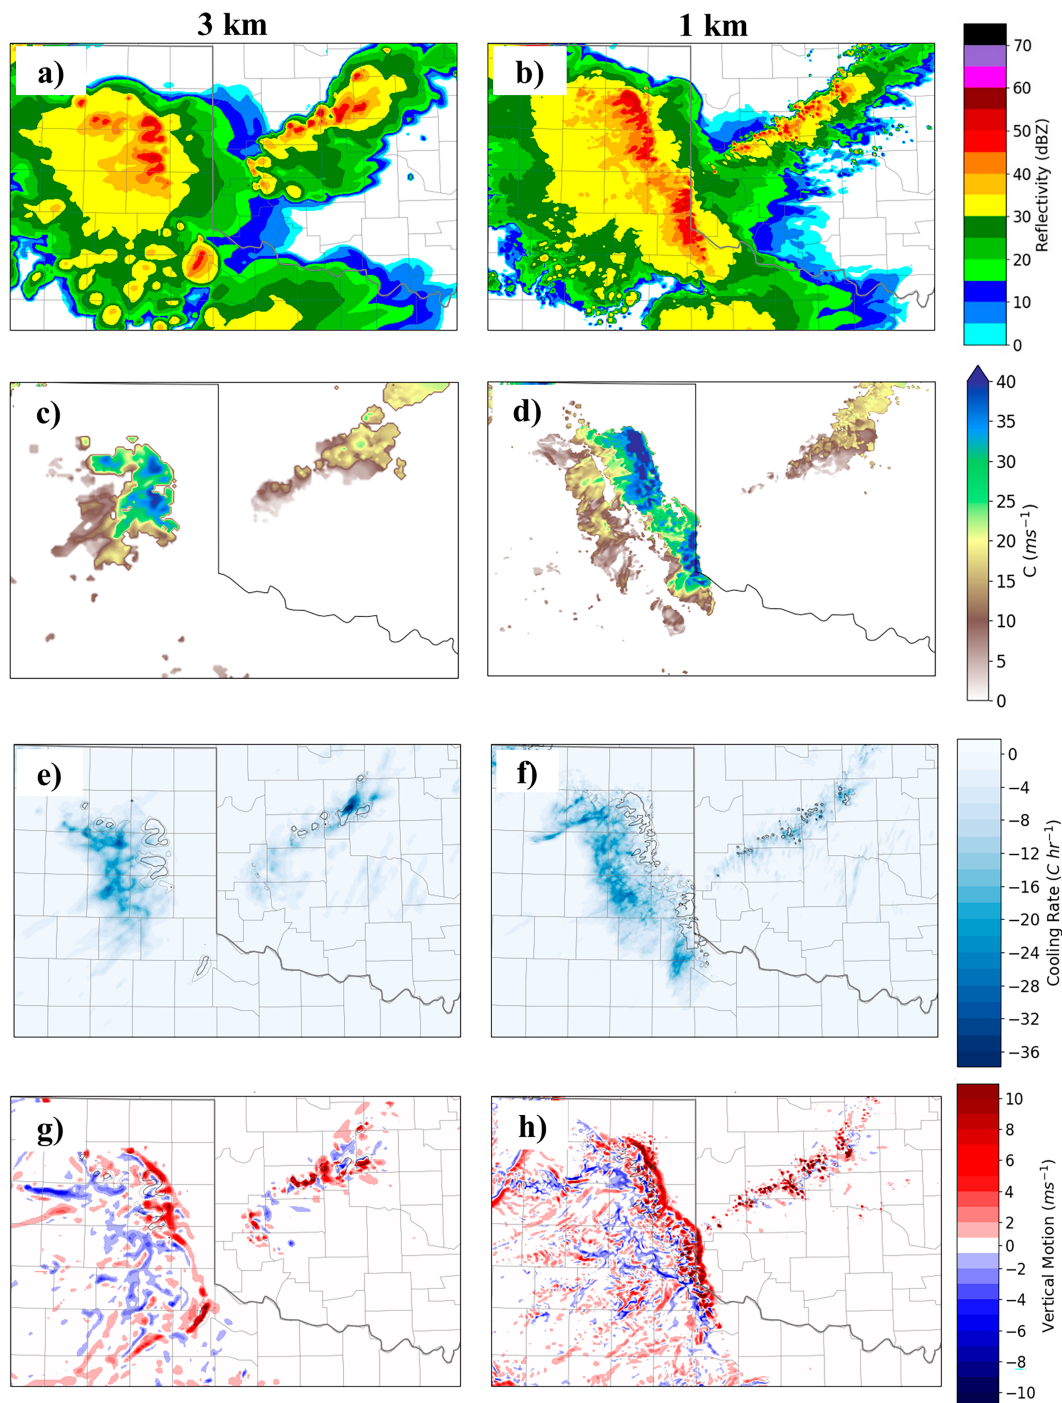 3 km
1 km
a)
b)
70
60
50
40
30
20
10
0
Reflectivity (dBZ)
c)
d)
40
35
30
25
20
15
10
5
0
C (ms⁻¹)
e)
f)
0
−4
−8
−12
−16
−20
−24
−28
−32
−36
Cooling Rate (C hr⁻¹)
g)
h)
10
8
6
4
2
0
−2
−4
−6
−8
−10
Vertical Motion (ms⁻¹)